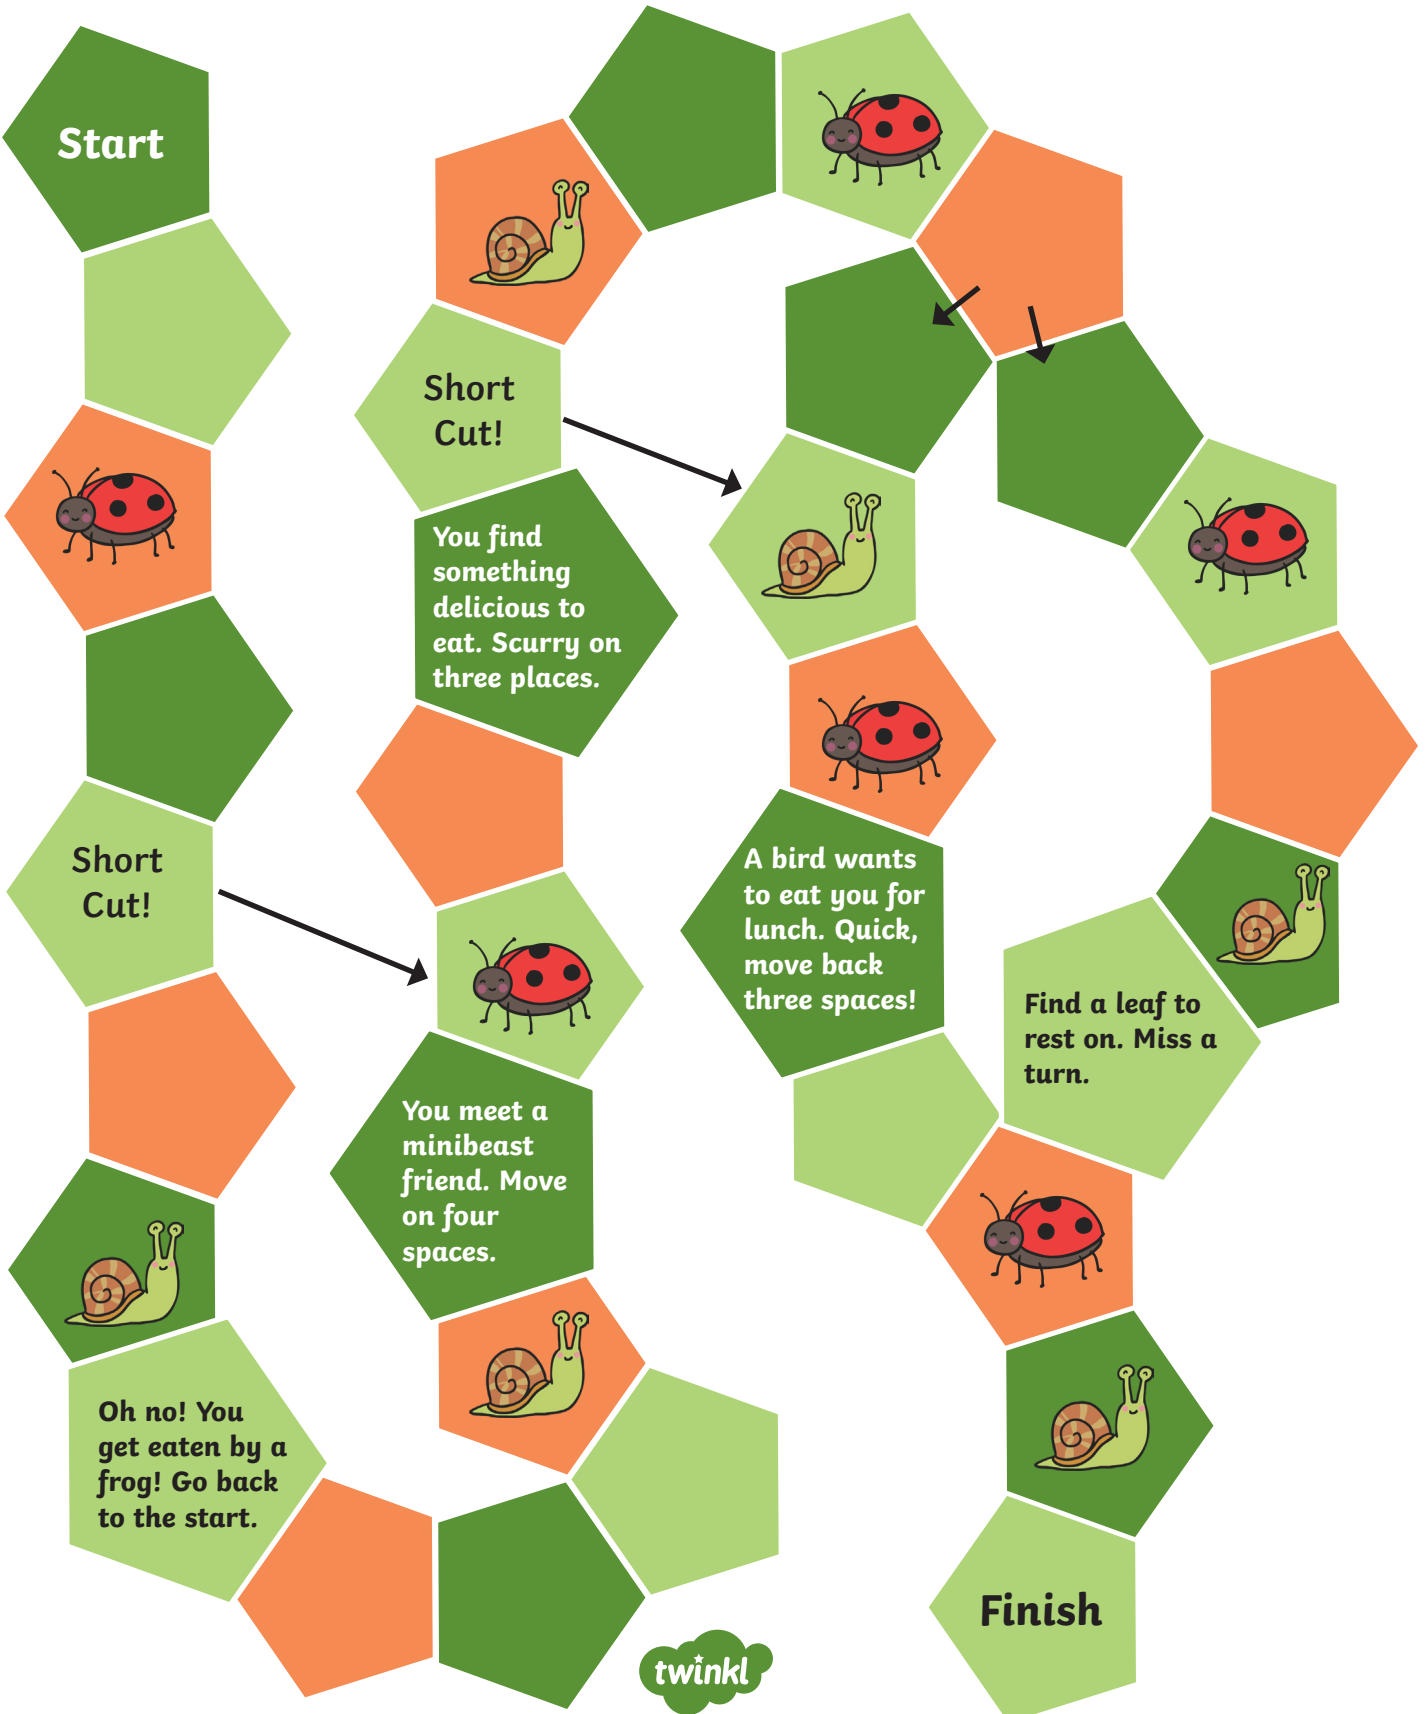 Start
Short
Cut!
Oh no! You
get eaten by a
frog! Go back
to the start.
You meet a
minibeast
friend. Move
on four
spaces.
You find
something
delicious to
eat. Scurry on
three places.
Short
Cut!
A bird wants
to eat you for
lunch. Quick,
move back
three spaces!
Find a leaf to
rest on. Miss a
turn.
Finish
twinkl